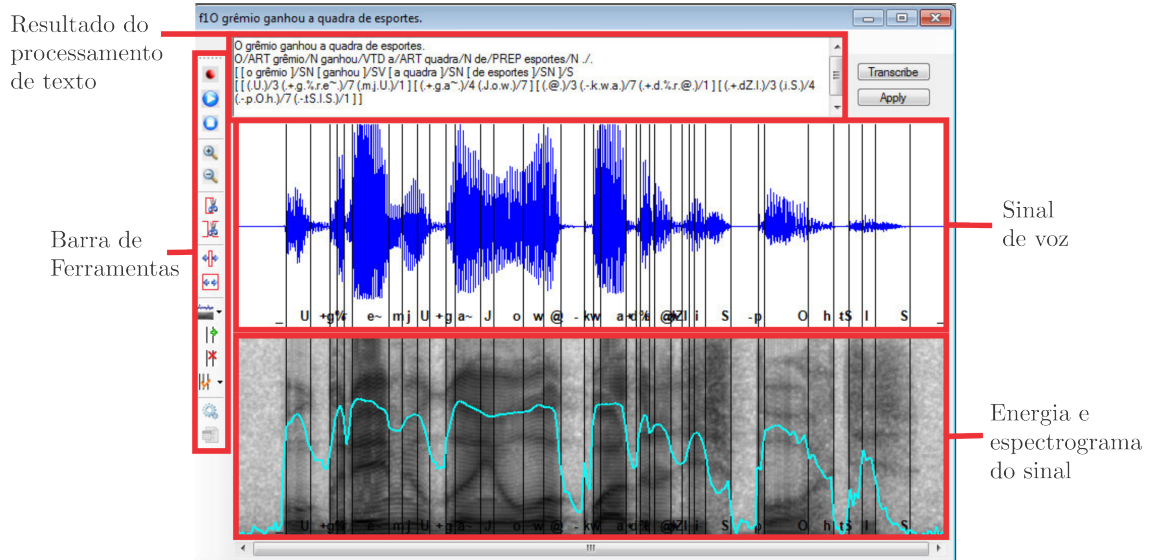 Resultado do
processamento
de texto
f1O grêmio ganhou a quadra de esportes.
O grêmio ganhou a quadra de esportes.
O/ART grêmio/N ganhou/VTD a/ART quadra/N de/PREP esportes/N ./.
[ [ o grêmio ]/SN [ ganhou ]/SV [ a quadra ]/SN [ de esportes ]/SN ]/S
[ [ (.U.)/3 (.+g.%.r.e~.)/7 (.m.j.U.)/1 ] [ (.+g.a~.)/4 (.J.o.w.)/7 ] [ (.@.)/3 (.-k.w.a.)/7 (.+d.%.r.@.)/1 ] [ (.+dZ.I.)/3 (i.S.)/4
(.-p.O.h.)/7 (.-tS.I.S.)/1 ] ]
Transcribe
Apply
Barra de
Ferramentas
Sinal
de voz
_ U +g%r e~ m j U +g a~ J o w @ - kw a i S -p O h tS I S _
Energia e
espectrograma
do sinal
_ U e~ mj U +g a~ J o w @ - kw i S p O h tS I S